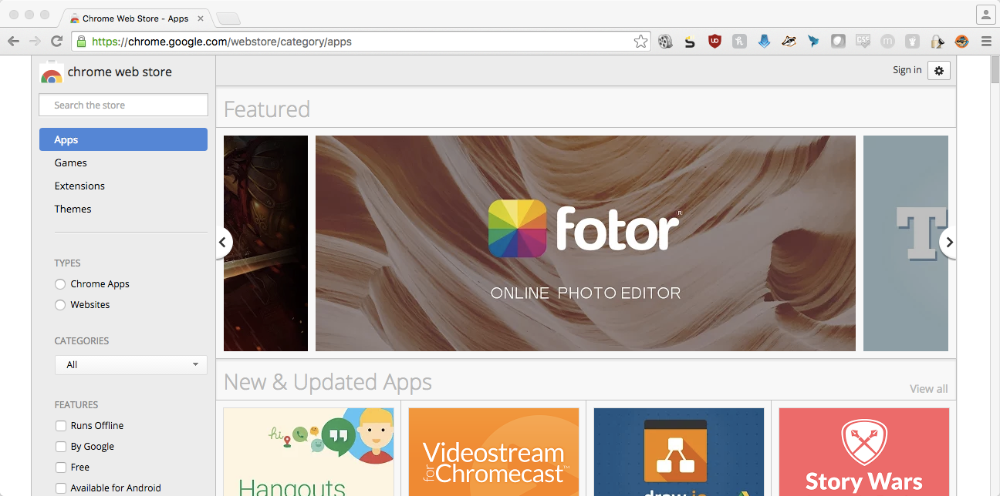 Chrome Web Store - Apps
https://chrome.google.com/webstore/category/apps
chrome web store
Search the store
Apps
Games
Extensions
Themes
TYPES
Chrome Apps
Websites
CATEGORIES
All
FEATURES
Runs Offline
By Google
Free
Available for Android
Sign in
Featured
fotor®
ONLINE PHOTO EDITOR
T
New & Updated Apps
View all
hi
Hangouts
Videostream
for Chromecast™
draw.io
Story Wars